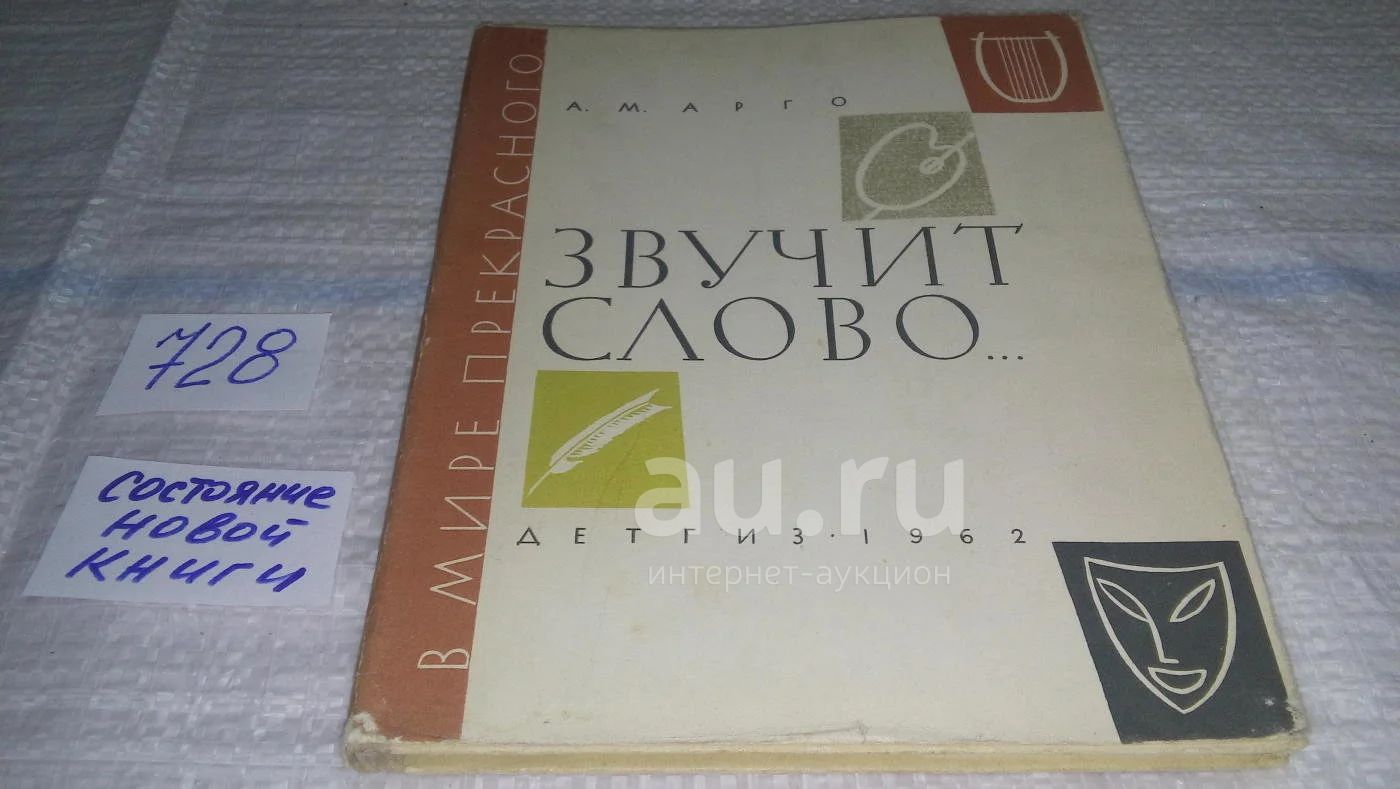 В МИРЕ ПРЕКРАСНОГО
А. М. АРГО
ЗВУЧИТ
СЛОВО...
ДЕТГИЗ · 1962
728
состояние
новой
книги
au.ru
интернет-аукцион